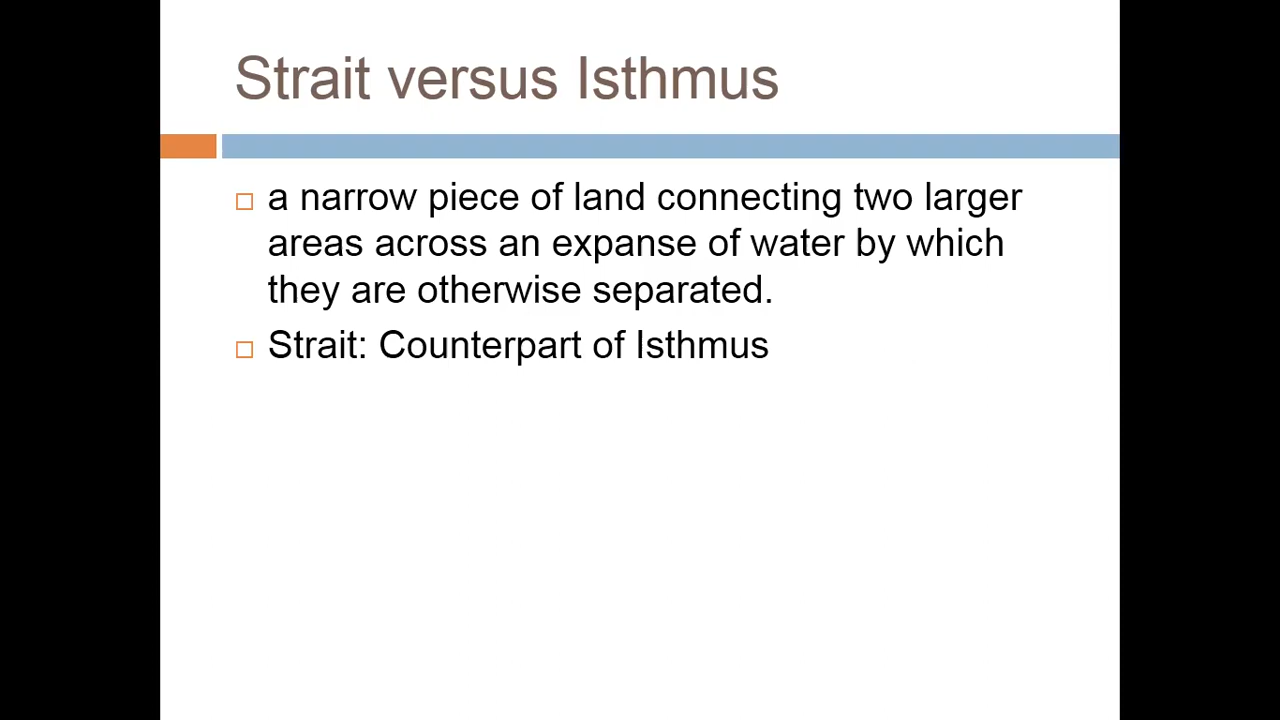 Strait versus Isthmus
a narrow piece of land connecting two larger
areas across an expanse of water by which
they are otherwise separated.
Strait: Counterpart of Isthmus